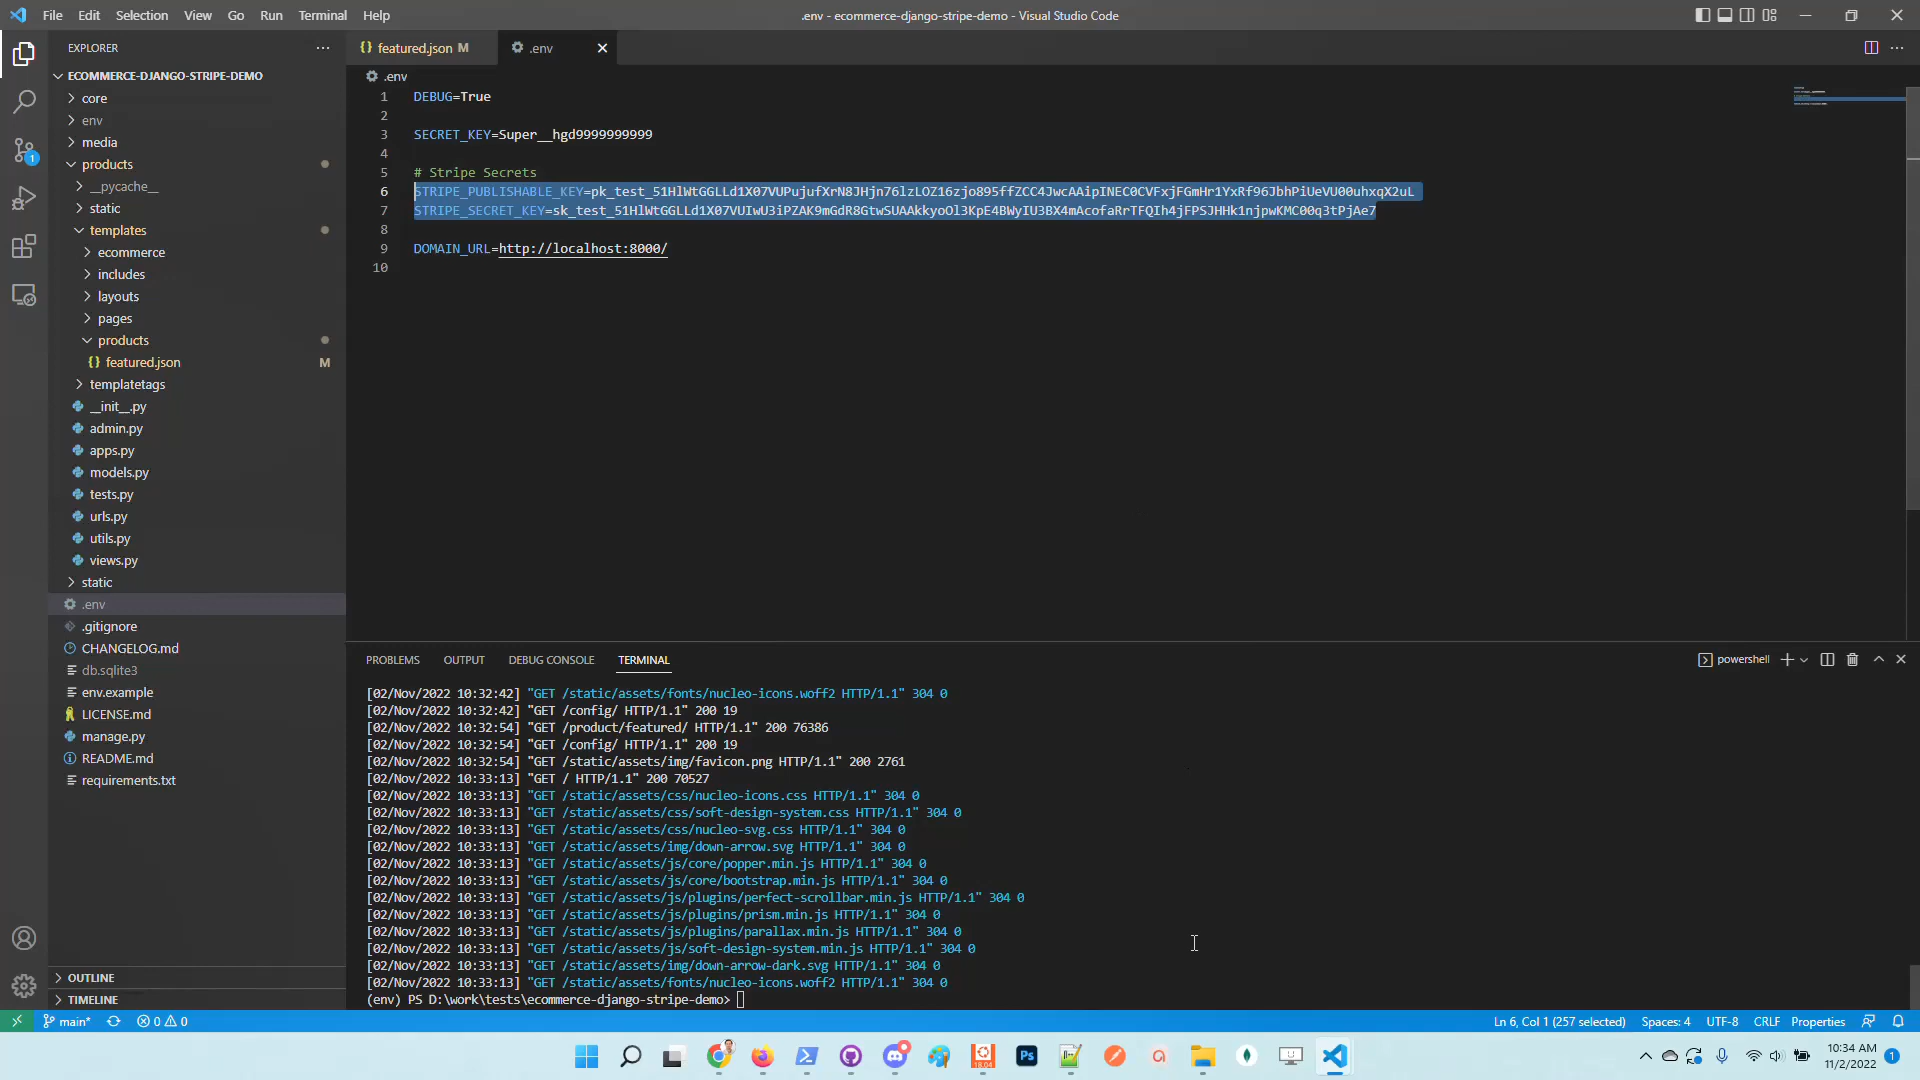 File Edit Selection View Go Run Terminal Help
.env - ecommerce-django-stripe-demo - Visual Studio Code
EXPLORER
ECOMMERCE-DJANGO-STRIPE-DEMO
core
env
media
products
__pycache__
static
templates
ecommerce
includes
layouts
pages
products
featured.json M
templatetags
__init__.py
admin.py
apps.py
models.py
tests.py
urls.py
utils.py
views.py
static
.env
.gitignore
CHANGELOG.md
db.sqlite3
env.example
LICENSE.md
manage.py
README.md
requirements.txt
OUTLINE
TIMELINE
featured.json M
.env
.env
1 DEBUG=True
2
3 SECRET_KEY=Super__hgd9999999999
4
5 # Stripe Secrets
6 STRIPE_PUBLISHABLE_KEY=pk_test_51HlWtGGLLd1X07VUPujufXrN8JHjn76lzLOZ16zjo895ffZCC4JwcAAipINEC0CVFxjFGmHr1YxRf96JbhPiUeVU00uhxqX2uL
7 STRIPE_SECRET_KEY=sk_test_51HlWtGGLLd1X07VUIwU3iPZAK9mGdR8GtwSUAAkkyoOl3KpE4BWyIU3BX4mAcofaRrTFQIh4jFPSJHHk1njpwKMC00q3tPjAe7
8
9 DOMAIN_URL=http://localhost:8000/
10
PROBLEMS OUTPUT DEBUG CONSOLE TERMINAL
powershell
[02/Nov/2022 10:32:42] "GET /static/assets/fonts/nucleo-icons.woff2 HTTP/1.1" 304 0
[02/Nov/2022 10:32:42] "GET /config/ HTTP/1.1" 200 19
[02/Nov/2022 10:32:54] "GET /product/featured/ HTTP/1.1" 200 76386
[02/Nov/2022 10:32:54] "GET /config/ HTTP/1.1" 200 19
[02/Nov/2022 10:32:54] "GET /static/assets/img/favicon.png HTTP/1.1" 200 2761
[02/Nov/2022 10:33:13] "GET / HTTP/1.1" 200 70527
[02/Nov/2022 10:33:13] "GET /static/assets/css/nucleo-icons.css HTTP/1.1" 304 0
[02/Nov/2022 10:33:13] "GET /static/assets/css/soft-design-system.css HTTP/1.1" 304 0
[02/Nov/2022 10:33:13] "GET /static/assets/css/nucleo-svg.css HTTP/1.1" 304 0
[02/Nov/2022 10:33:13] "GET /static/assets/img/down-arrow.svg HTTP/1.1" 304 0
[02/Nov/2022 10:33:13] "GET /static/assets/js/core/popper.min.js HTTP/1.1" 304 0
[02/Nov/2022 10:33:13] "GET /static/assets/js/core/bootstrap.min.js HTTP/1.1" 304 0
[02/Nov/2022 10:33:13] "GET /static/assets/js/plugins/perfect-scrollbar.min.js HTTP/1.1" 304 0
[02/Nov/2022 10:33:13] "GET /static/assets/js/plugins/prism.min.js HTTP/1.1" 304 0
[02/Nov/2022 10:33:13] "GET /static/assets/js/plugins/parallax.min.js HTTP/1.1" 304 0
[02/Nov/2022 10:33:13] "GET /static/assets/js/soft-design-system.min.js HTTP/1.1" 304 0
[02/Nov/2022 10:33:13] "GET /static/assets/img/down-arrow-dark.svg HTTP/1.1" 304 0
[02/Nov/2022 10:33:13] "GET /static/assets/fonts/nucleo-icons.woff2 HTTP/1.1" 304 0
(env) PS D:\work\tests\ecommerce-django-stripe-demo>
main* 0 0
Ln 6, Col 1 (257 selected) Spaces: 4 UTF-8 CRLF Properties
Ps
10:34 AM
11/2/2022
1